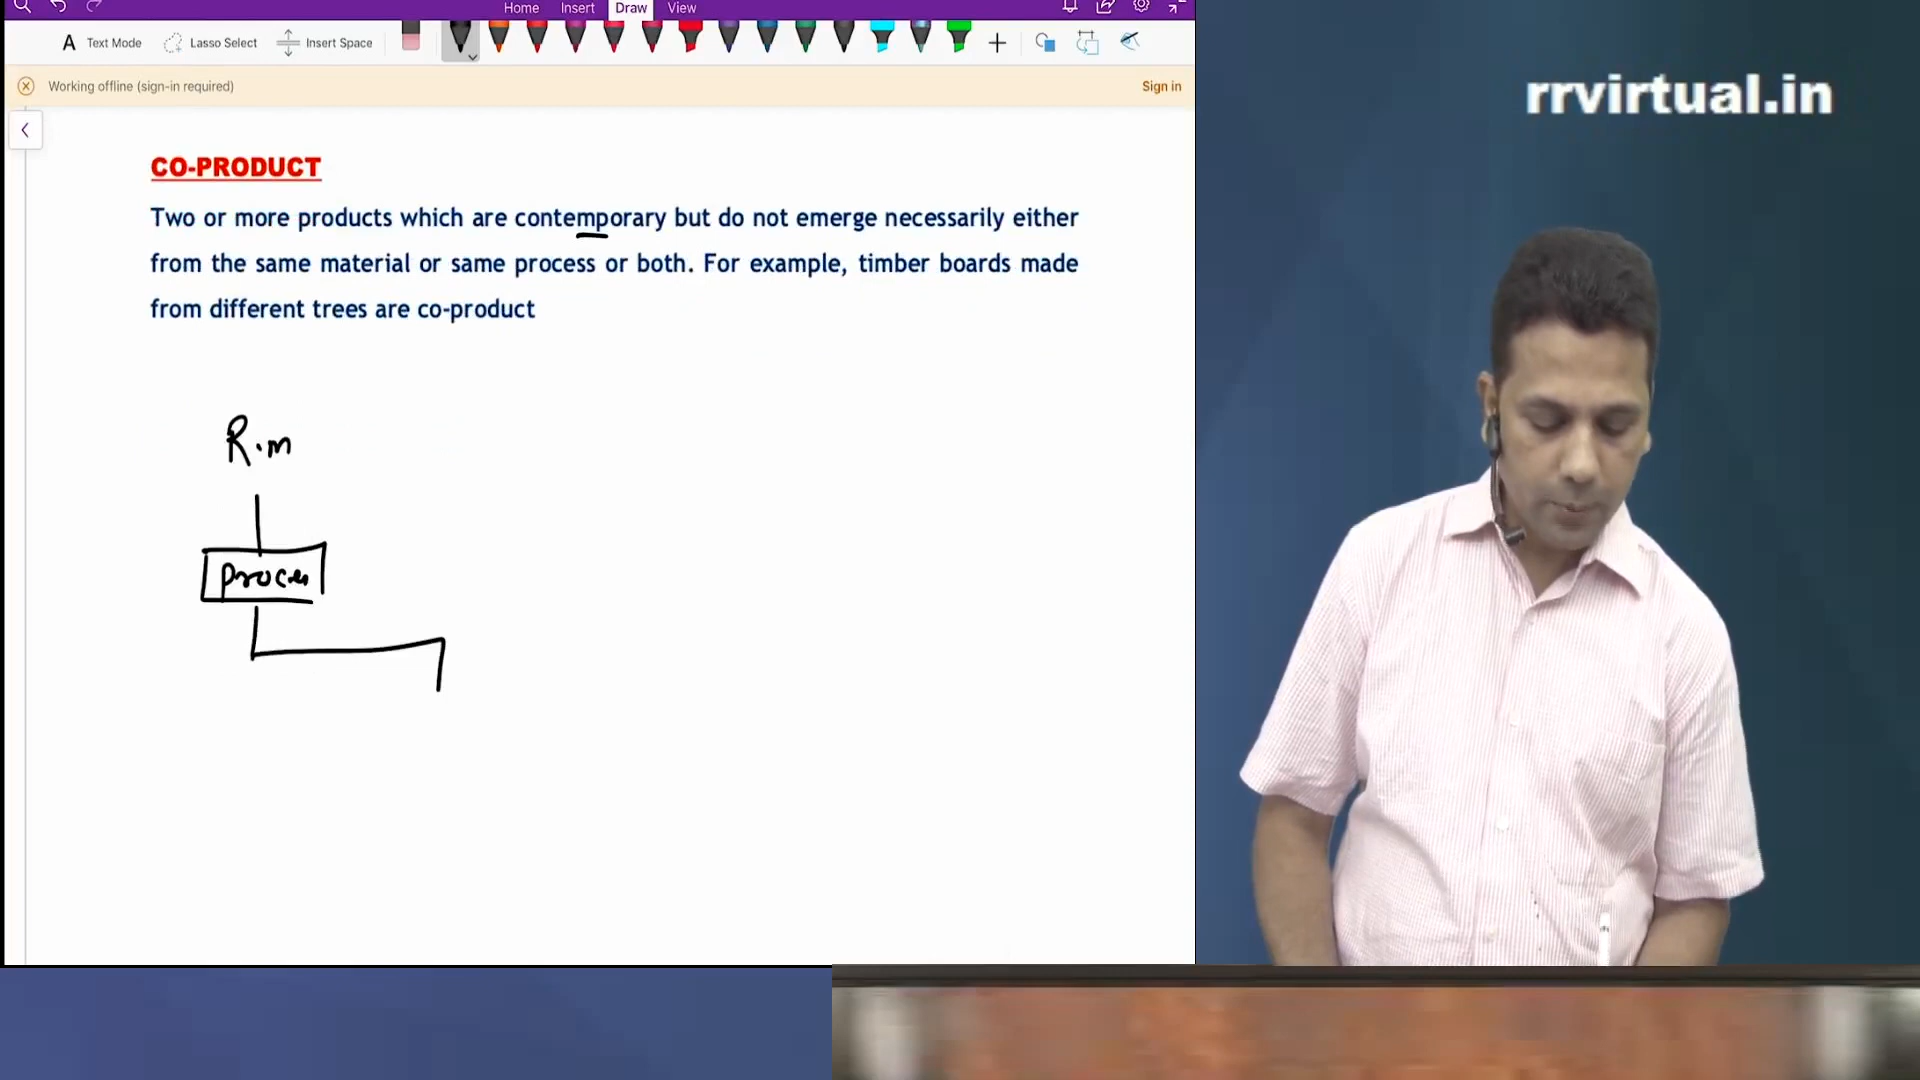 Home Insert Draw View
Text Mode Lasso Select Insert Space
Working offline (sign-in required) Sign in
rrvirtual.in
CO-PRODUCT
Two or more products which are contemporary but do not emerge necessarily either
from the same material or same process or both. For example, timber boards made
from different trees are co-product
R.m